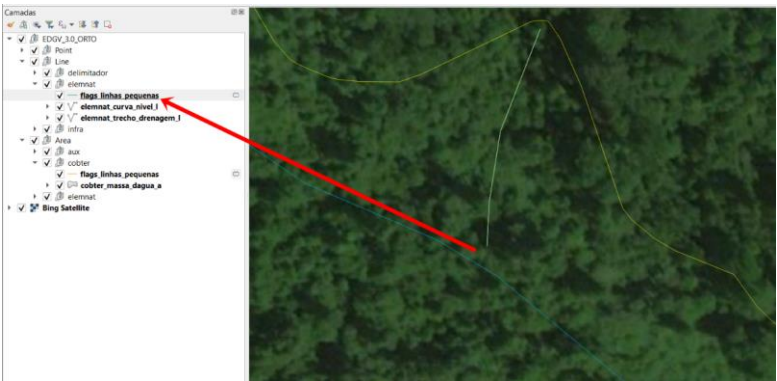 Camadas
EDGV_3.0_ORTO
Point
Line
delimitador
elemnat
flags_linhas_pequenas
elemnat_curva_nivel_l
elemnat_trecho_drenagem_l
infra
Area
aux
cobter
flags_linhas_pequenas
cobter_massa_dagua_a
elemnat
Bing Satellite